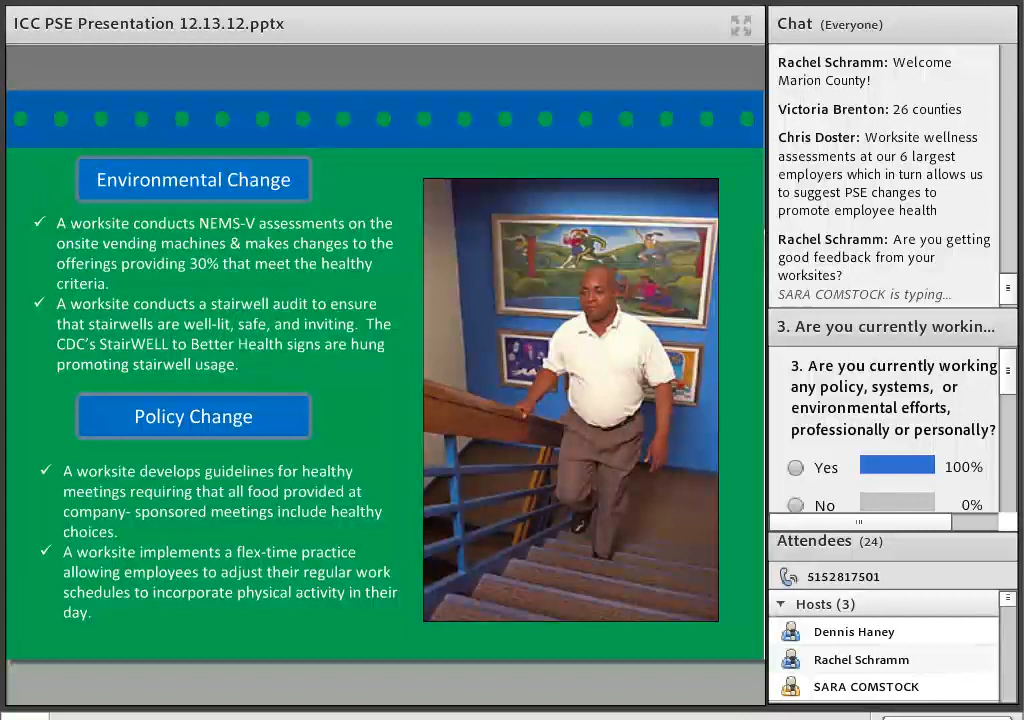 ICC PSE Presentation 12.13.12.pptx
Environmental Change
✓ A worksite conducts NEMS-V assessments on the
onsite vending machines & makes changes to the
offerings providing 30% that meet the healthy
criteria.
✓ A worksite conducts a stairwell audit to ensure
that stairwells are well-lit, safe, and inviting. The
CDC's StairWELL to Better Health signs are hung
promoting stairwell usage.
Policy Change
✓ A worksite develops guidelines for healthy
meetings requiring that all food provided at
company- sponsored meetings include healthy
choices.
✓ A worksite implements a flex-time practice
allowing employees to adjust their regular work
schedules to incorporate physical activity in their
day.
Chat (Everyone)
Rachel Schramm: Welcome
Marion County!
Victoria Brenton: 26 counties
Chris Doster: Worksite wellness
assessments at our 6 largest
employers which in turn allows us
to suggest PSE changes to
promote employee health
Rachel Schramm: Are you getting
good feedback from your
worksites?
SARA COMSTOCK is typing...
3. Are you currently workin...
3. Are you currently working
any policy, systems, or
environmental efforts,
professionally or personally?
Yes 100%
No 0%
Attendees (24)
5152817501
Hosts (3)
Dennis Haney
Rachel Schramm
SARA COMSTOCK